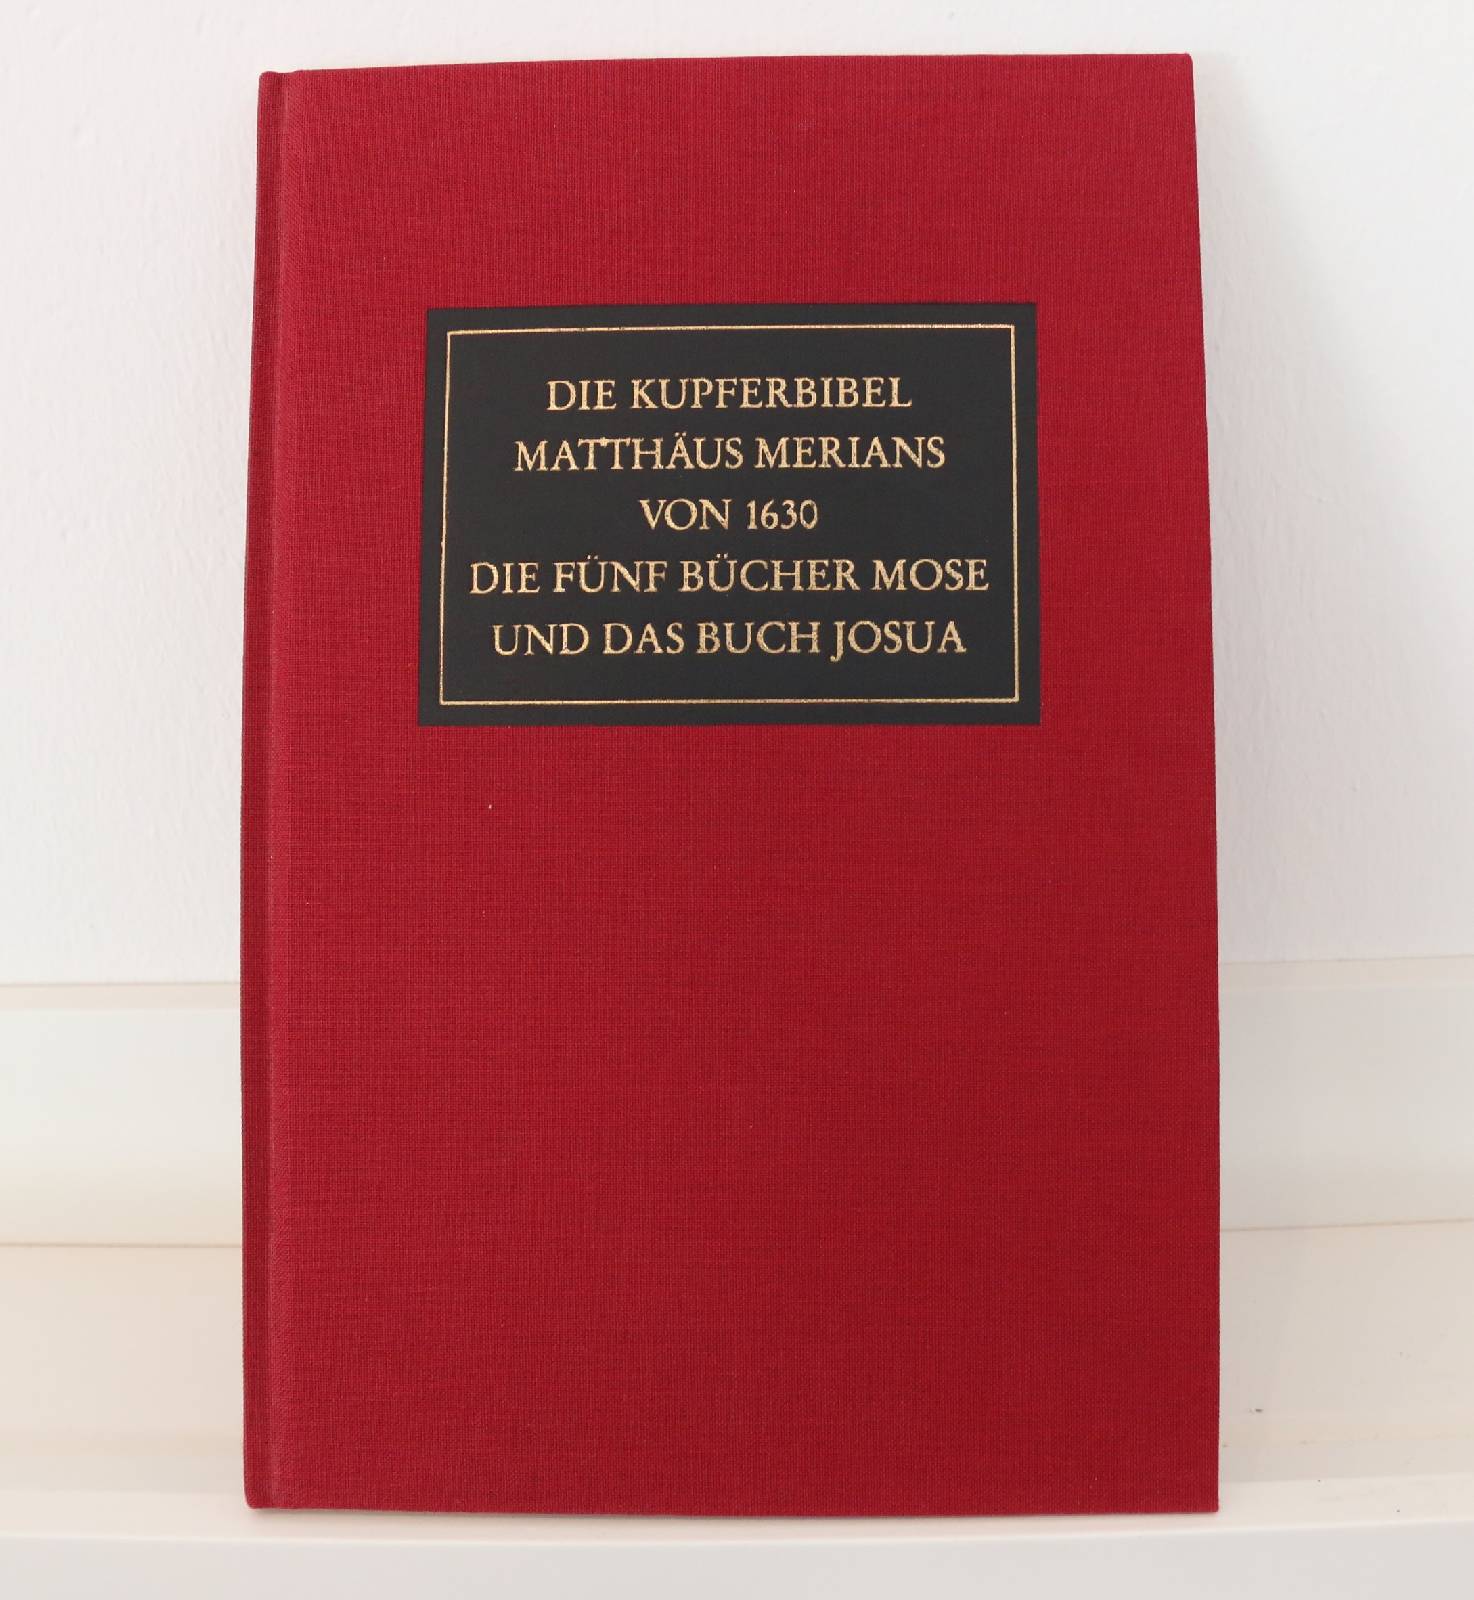 DIE KUPFERBIBEL
MATTHÄUS MERIANS
VON 1630
DIE FÜNF BÜCHER MOSE
UND DAS BUCH JOSUA